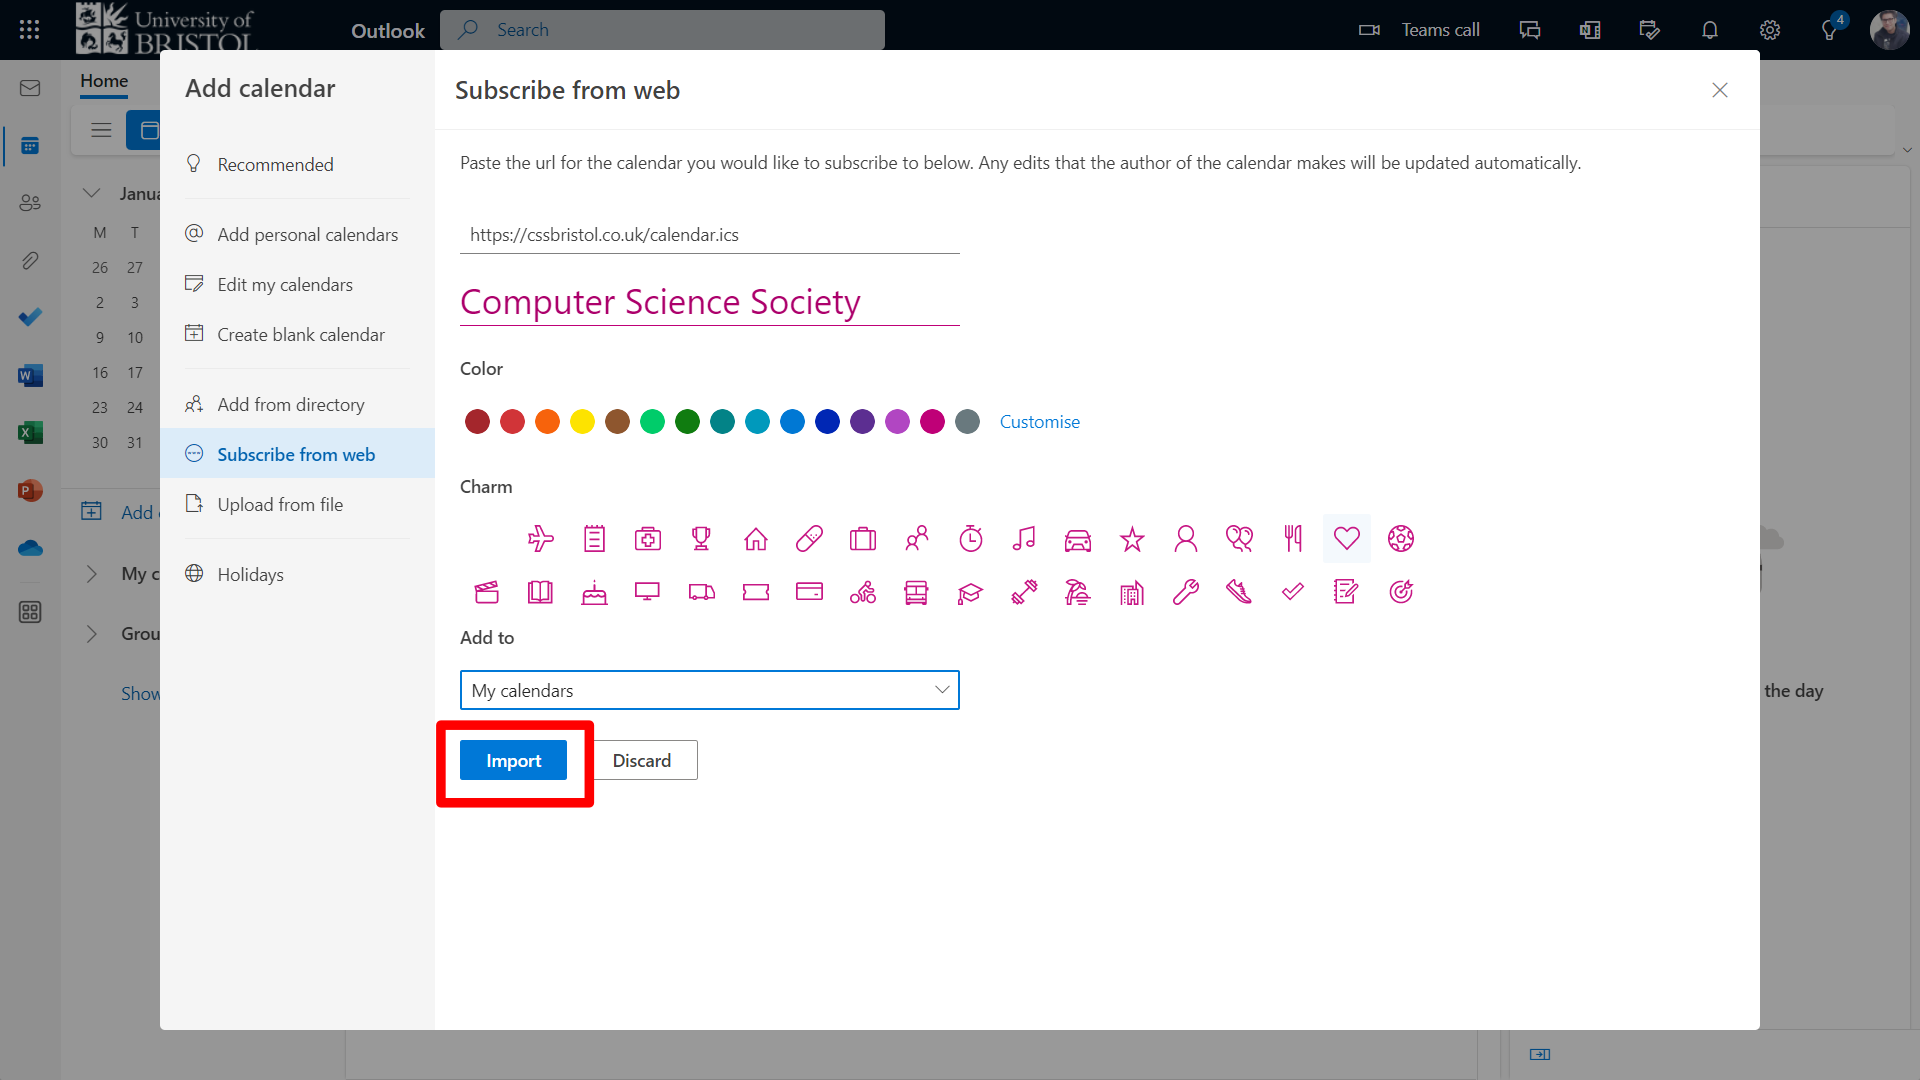 University of
BRISTOL
Outlook
Search
Teams call
4
Home
Add calendar
Subscribe from web
Recommended
Paste the url for the calendar you would like to subscribe to below. Any edits that the author of the calendar makes will be updated automatically.
Janua
M T
Add personal calendars
https://cssbristol.co.uk/calendar.ics
26 27
Edit my calendars
2 3
Computer Science Society
9 10
Create blank calendar
16 17
Color
23 24
Add from directory
Customise
30 31
Subscribe from web
Charm
Add
Upload from file
My c
Holidays
Grou
Add to
Show
My calendars
the day
Import
Discard